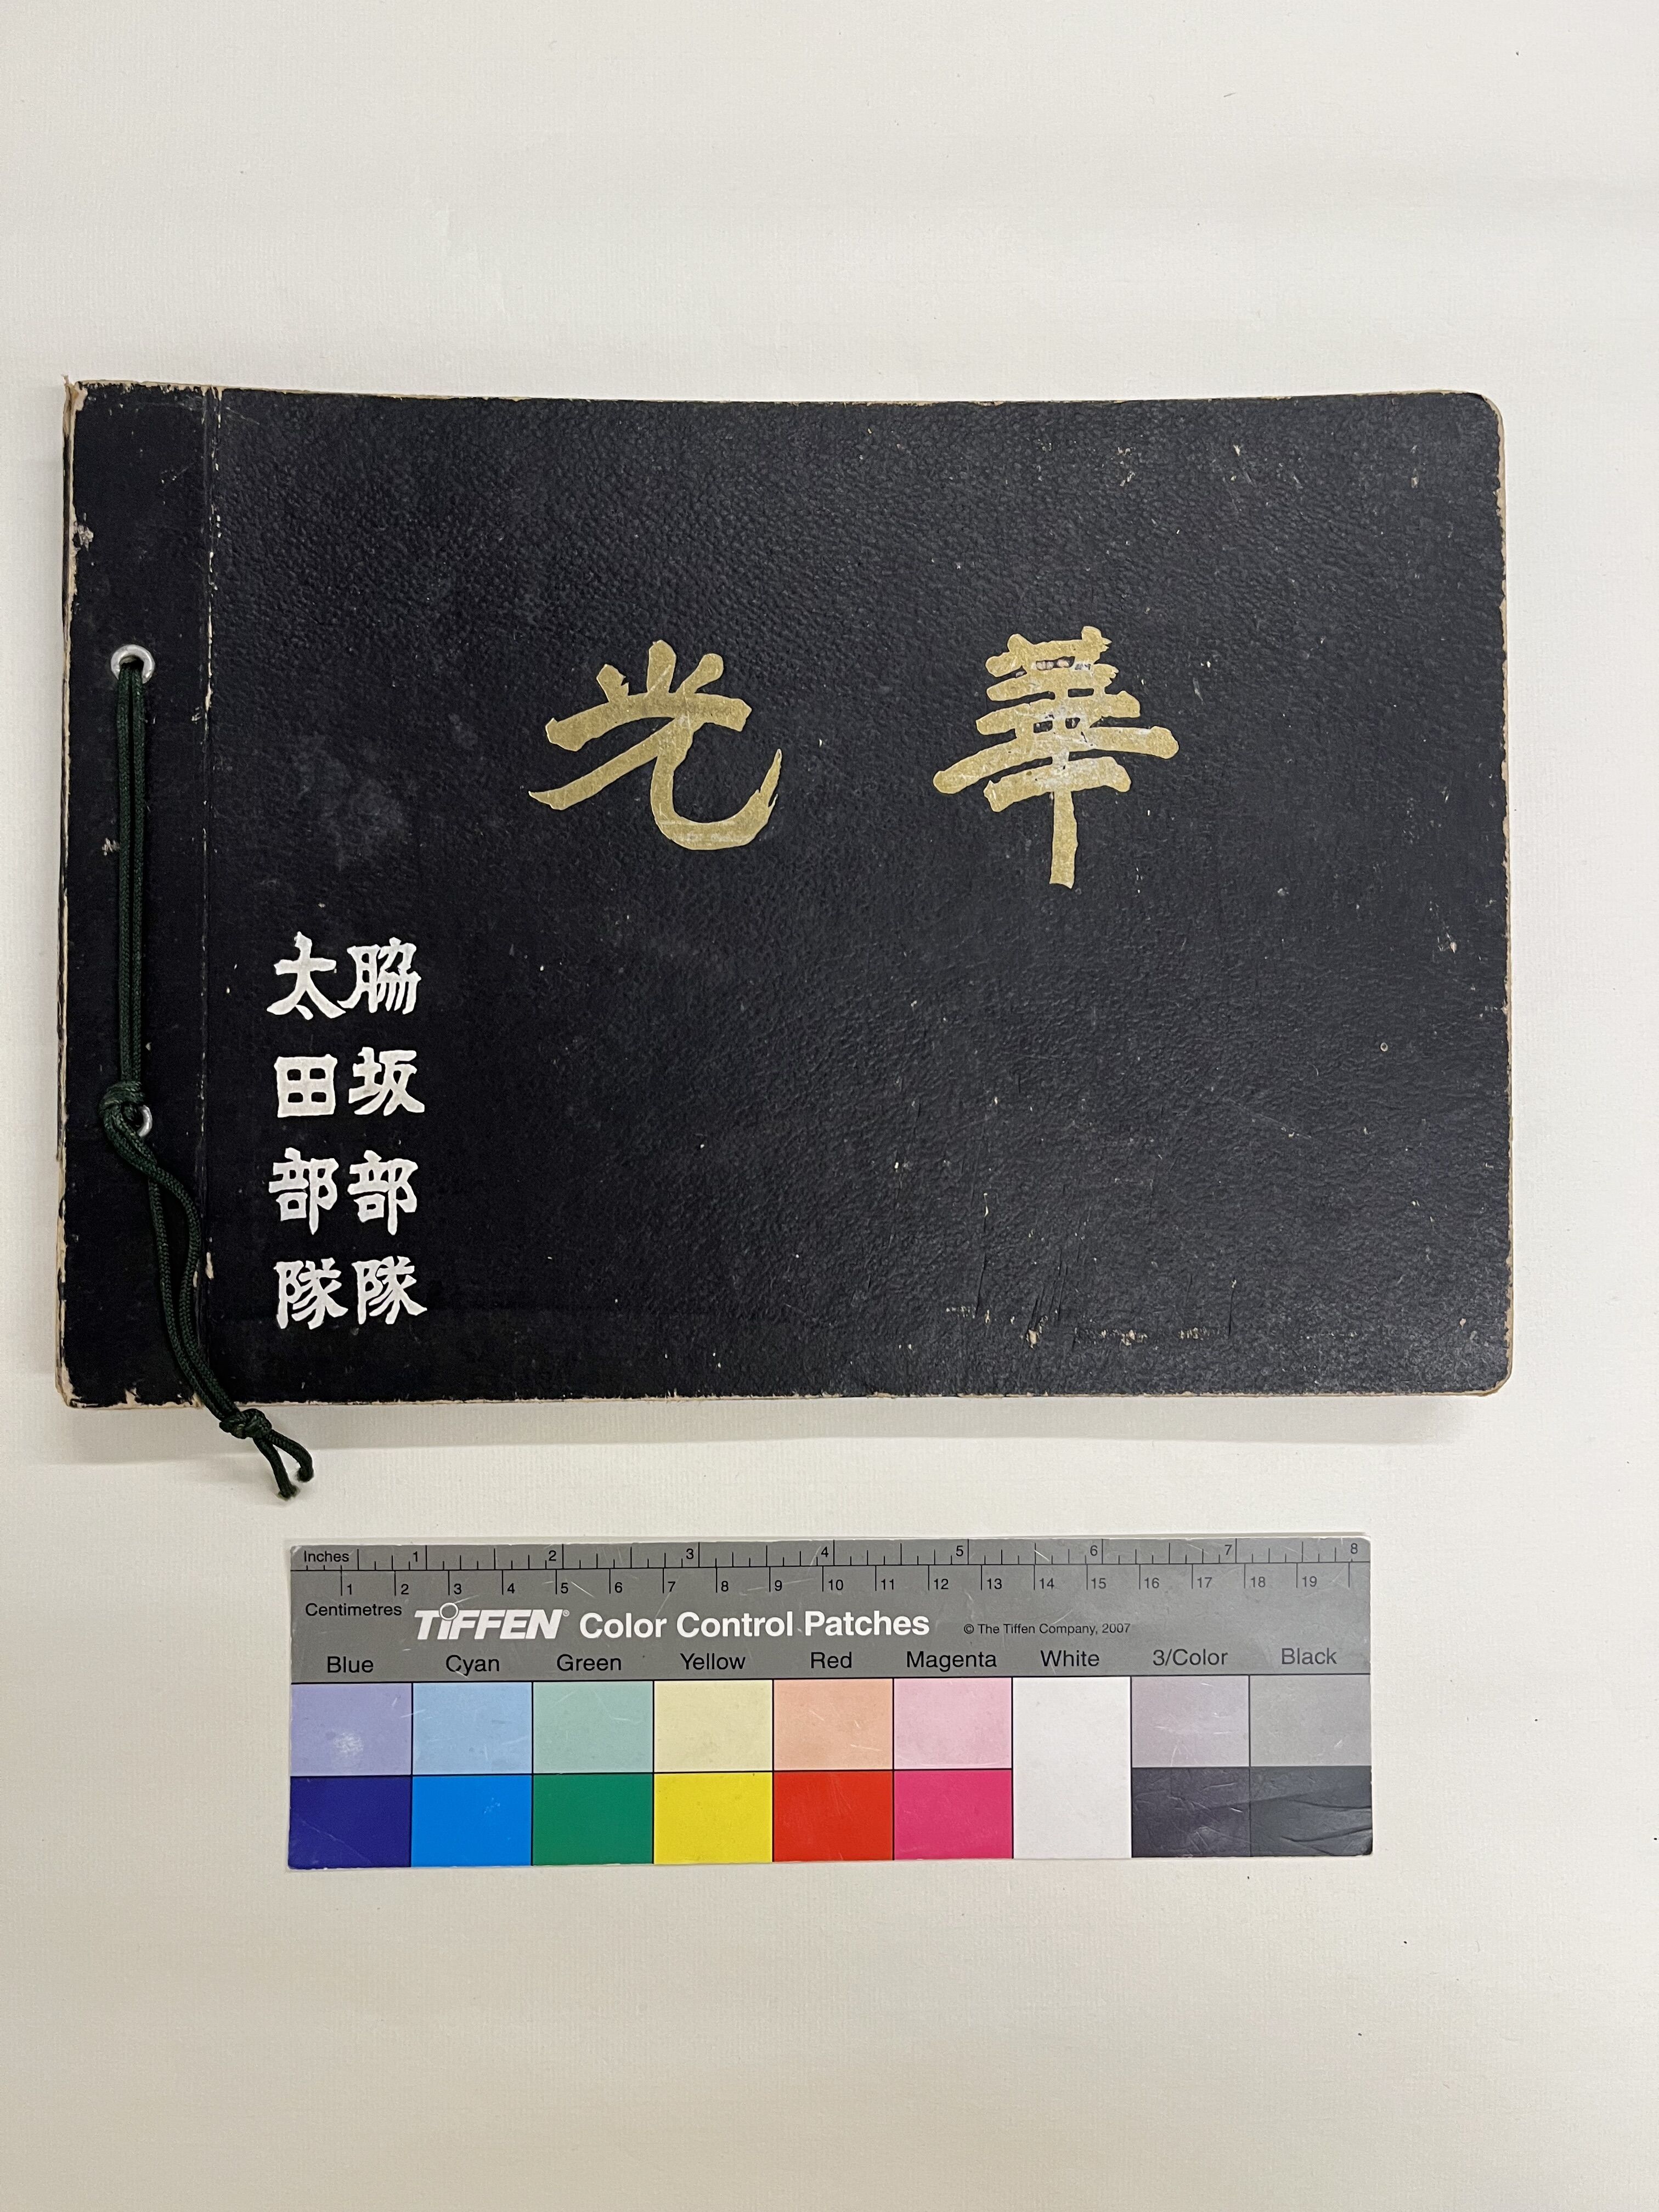 華光
脇坂部隊
太田部隊
Inches 1 2 3 4 5 6 7 8
1 2 3 4 5 6 7 8 9 10 11 12 13 14 15 16 17 18 19
Centimetres
TIFFEN® Color Control Patches © The Tiffen Company, 2007
Blue Cyan Green Yellow Red Magenta White 3/Color Black